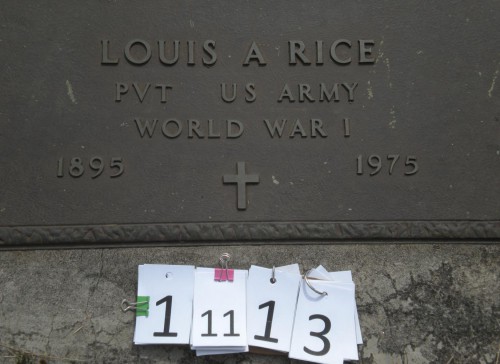 LOUIS A RICE
PVT US ARMY
WORLD WAR I
1895 1975
1 11 1 3